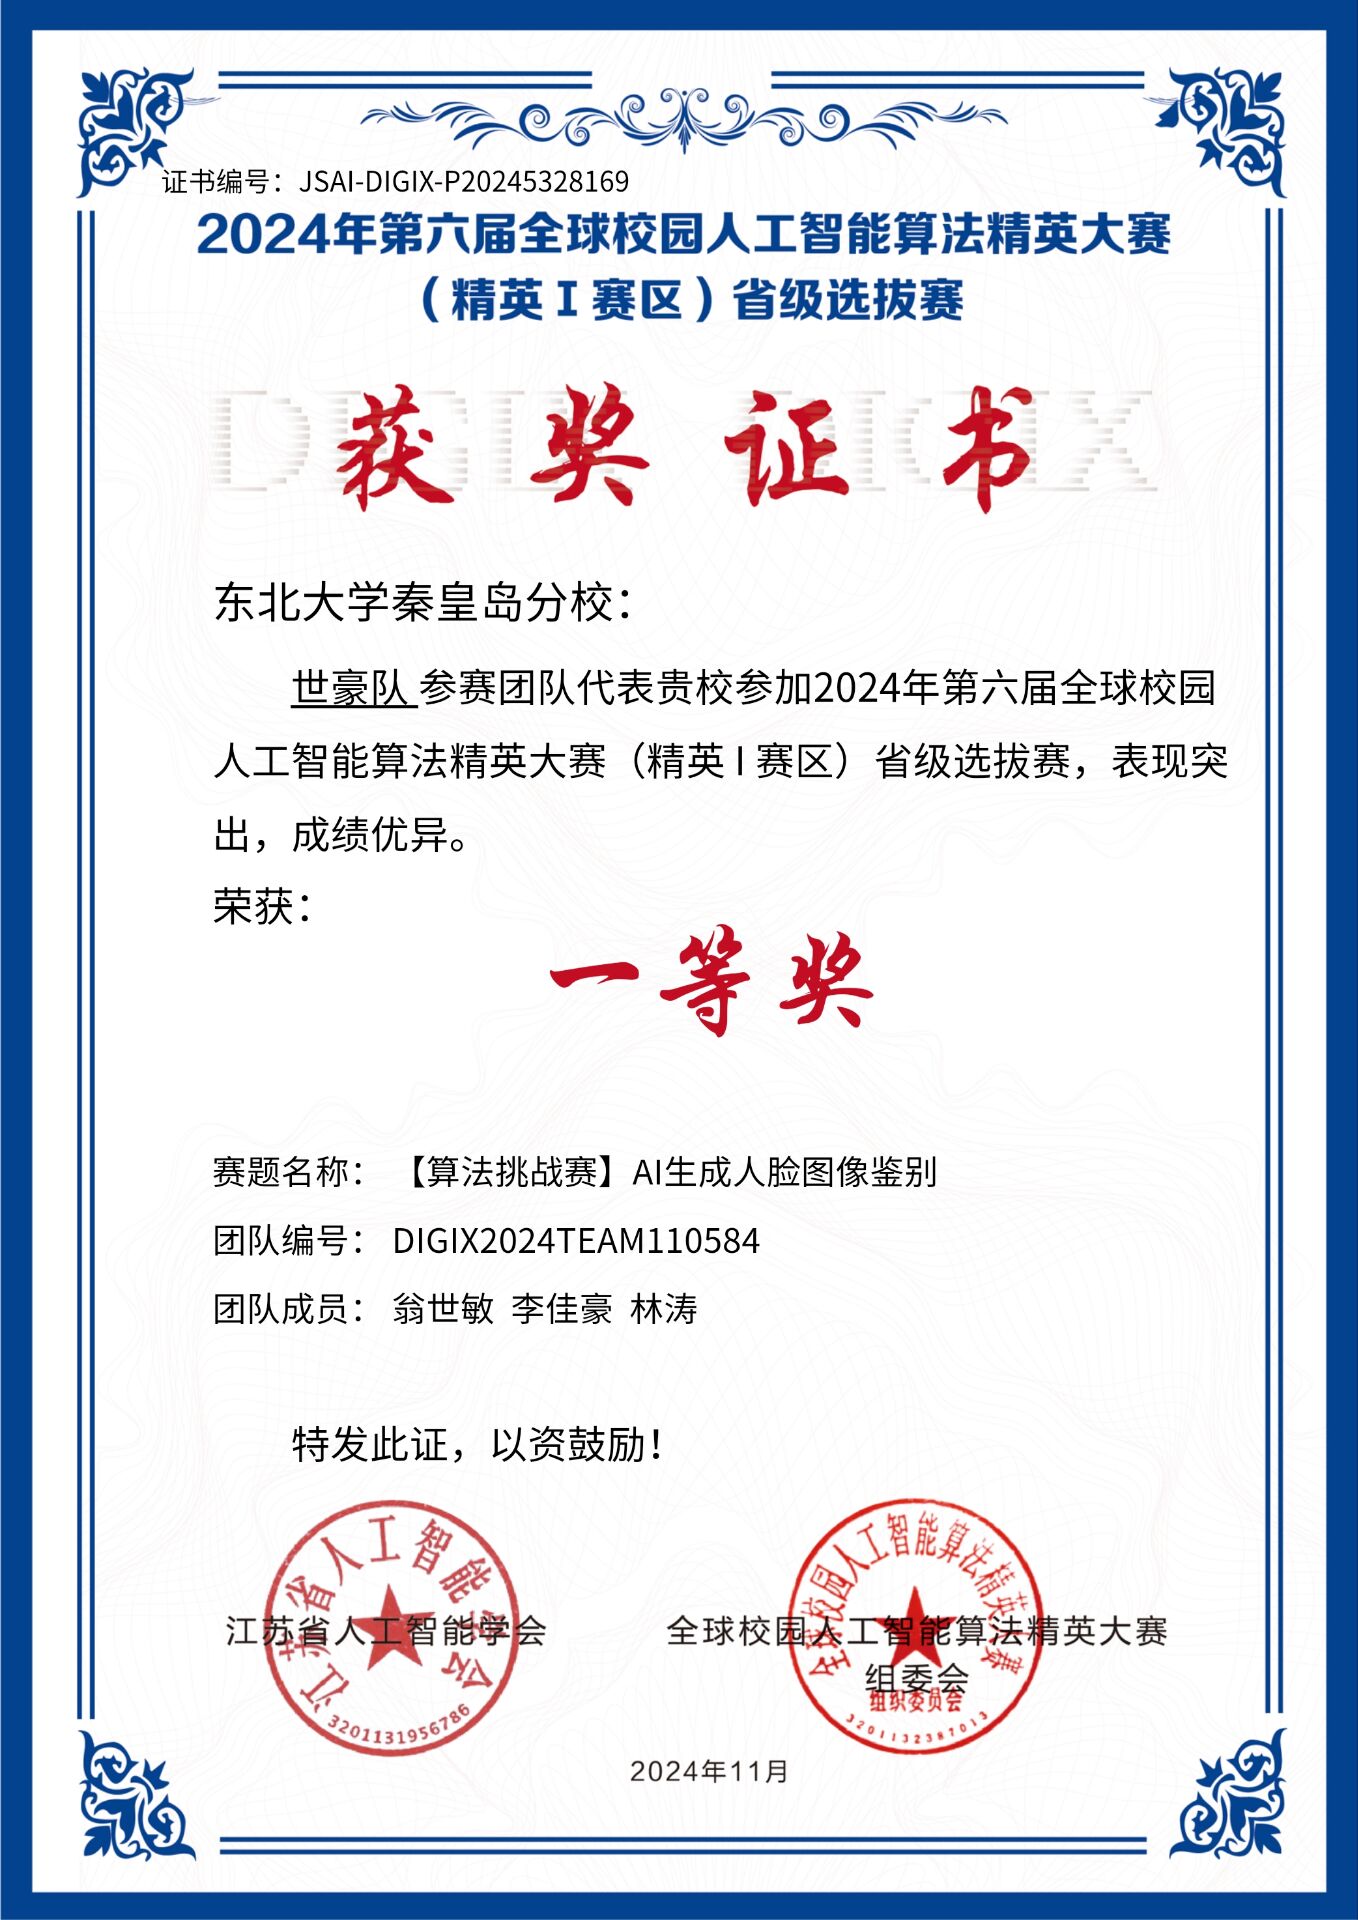 证书编号：JSAI-DIGIX-P20245328169
2024年第六届全球校园人工智能算法精英大赛
（精英 I 赛区）省级选拔赛
DIGIX DIGIX
获奖证书
东北大学秦皇岛分校：
世豪队 参赛团队代表贵校参加2024年第六届全球校园
人工智能算法精英大赛（精英 I 赛区）省级选拔赛，表现突
出，成绩优异。
荣获：
一等奖
赛题名称： 【算法挑战赛】AI生成人脸图像鉴别
团队编号： DIGIX2024TEAM110584
团队成员： 翁世敏 李佳豪 林涛
特发此证，以资鼓励！
江苏省人工智能学会
江苏省人工智能学会
3201131956786
全球校园人工智能算法精英大赛
组委会
全球校园人工智能算法精英大赛
组织委员会
3201132387013
2024年11月